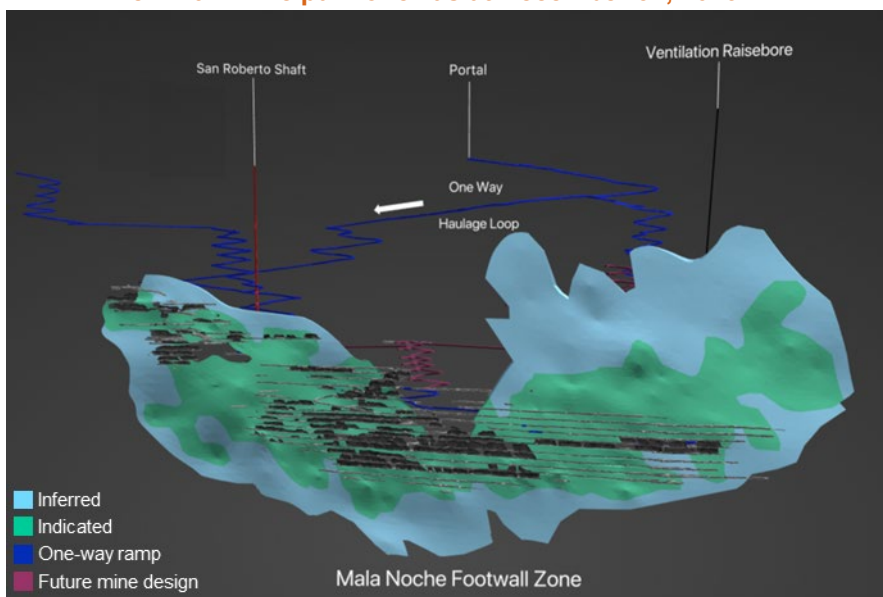 San Roberto Shaft
Portal
Ventilation Raisebore
One Way
Haulage Loop
Inferred
Indicated
One-way ramp
Future mine design
Mala Noche Footwall Zone